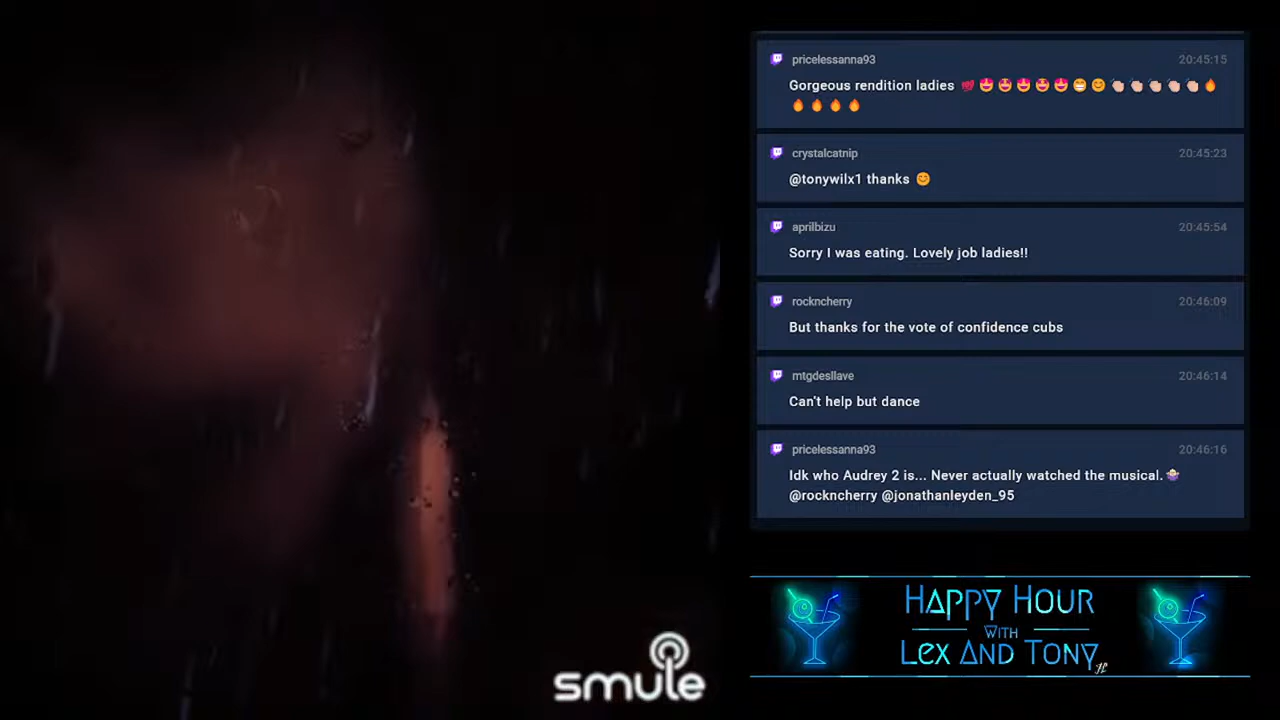 pricelessanna93 20:45:15
Gorgeous rendition ladies 💯🤩🤩🤩🤩🤩😁😊👏🏻👏🏻👏🏻👏🏻👏🏻🔥
🔥🔥🔥🔥
crystalcatnip 20:45:23
@tonywilx1 thanks 😊
aprilbizu 20:45:54
Sorry I was eating. Lovely job ladies!!
rockncherry 20:46:09
But thanks for the vote of confidence cubs
mtgdesllave 20:46:14
Can't help but dance
pricelessanna93 20:46:16
Idk who Audrey 2 is... Never actually watched the musical.🤷🏻‍♀️
@rockncherry @jonathanleyden_95
Happy Hour
with
Lex and Tony
smule